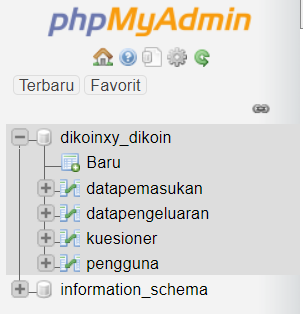 phpMyAdmin
Terbaru Favorit
dikoinxy_dikoin
Baru
datapemasukan
datapengeluaran
kuesioner
pengguna
information_schema